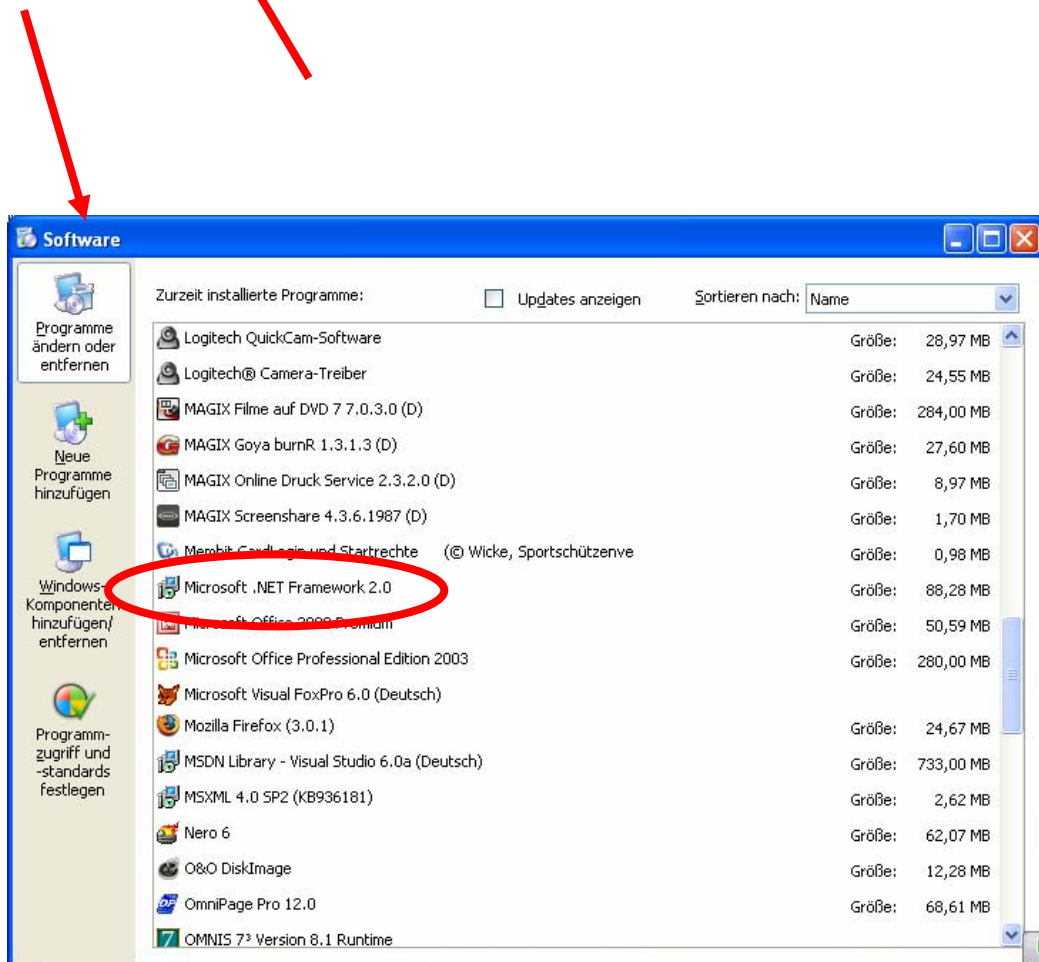 Software
Zurzeit installierte Programme:
Updates anzeigen
Sortieren nach: Name
Programme
ändern oder
entfernen
Neue
Programme
hinzufügen
Windows-
Komponenten
hinzufügen/
entfernen
Programm-
zugriff und
-standards
festlegen
Logitech QuickCam-Software Größe: 28,97 MB
Logitech® Camera-Treiber Größe: 24,55 MB
MAGIX Filme auf DVD 7 7.0.3.0 (D) Größe: 284,00 MB
MAGIX Goya burnR 1.3.1.3 (D) Größe: 27,60 MB
MAGIX Online Druck Service 2.3.2.0 (D) Größe: 8,97 MB
MAGIX Screenshare 4.3.6.1987 (D) Größe: 1,70 MB
Membit CardLogin und Startrechte (© Wicke, Sportschützenve Größe: 0,98 MB
Microsoft .NET Framework 2.0 Größe: 88,28 MB
Microsoft Office 2000 Premium Größe: 50,59 MB
Microsoft Office Professional Edition 2003 Größe: 280,00 MB
Microsoft Visual FoxPro 6.0 (Deutsch)
Mozilla Firefox (3.0.1) Größe: 24,67 MB
MSDN Library - Visual Studio 6.0a (Deutsch) Größe: 733,00 MB
MSXML 4.0 SP2 (KB936181) Größe: 2,62 MB
Nero 6 Größe: 62,07 MB
O&O DiskImage Größe: 12,28 MB
OmniPage Pro 12.0 Größe: 68,61 MB
OMNIS 7³ Version 8.1 Runtime